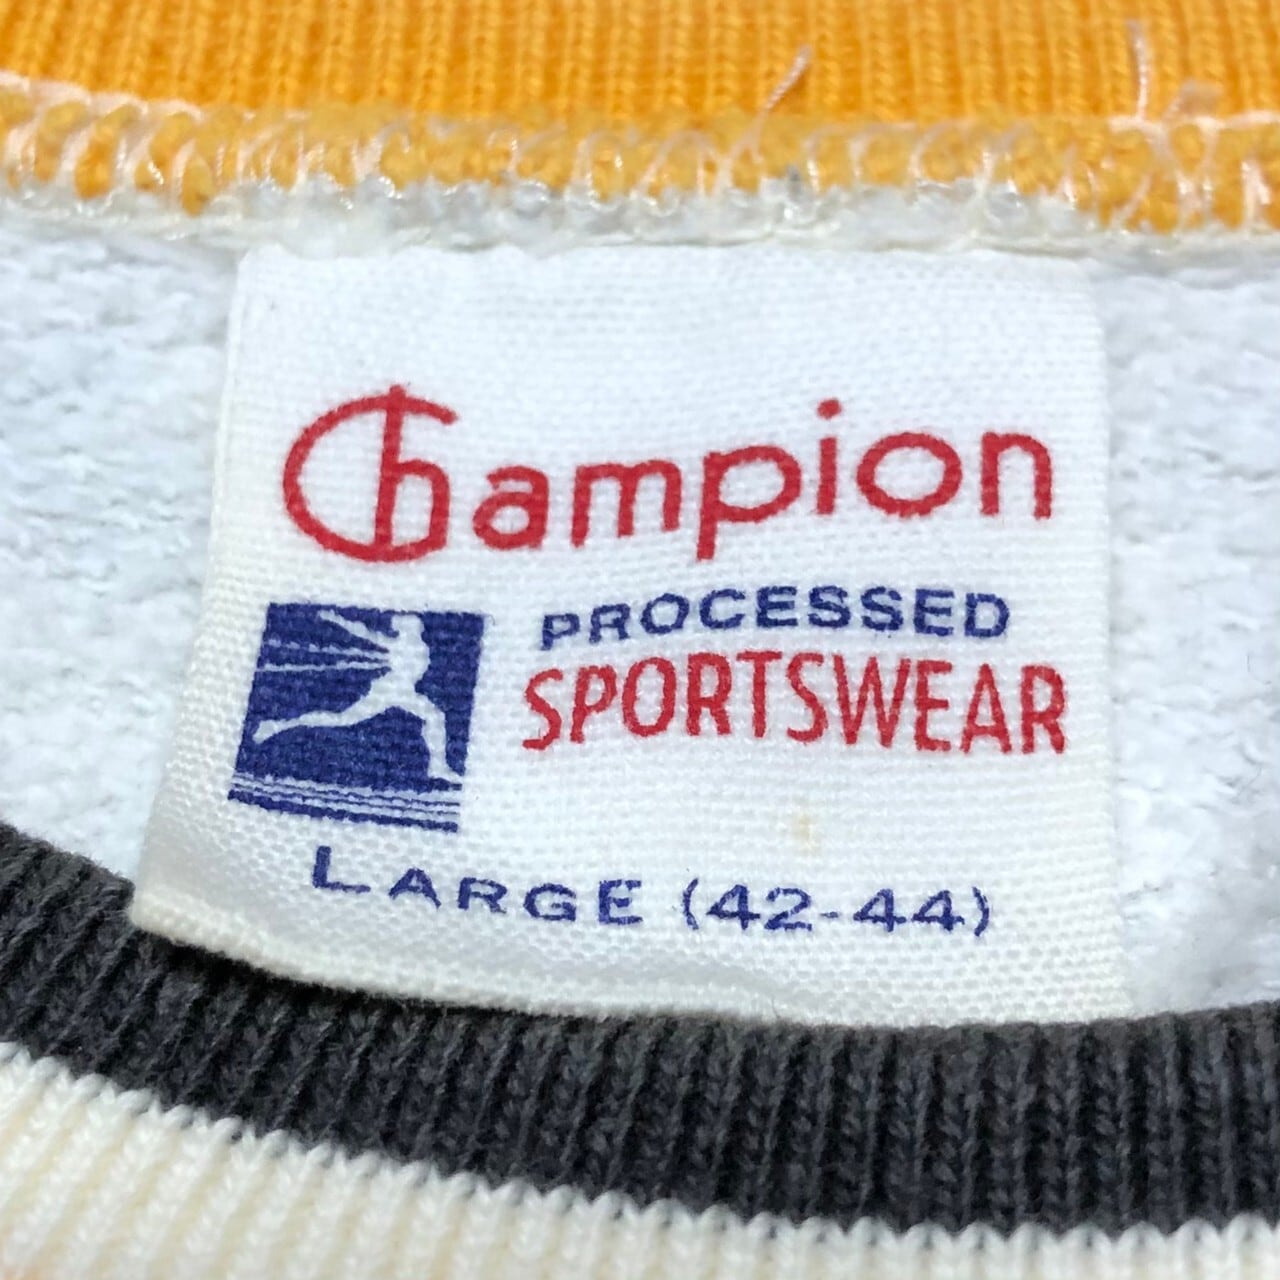 Champion
PROCESSED
SPORTSWEAR
LARGE (42-44)